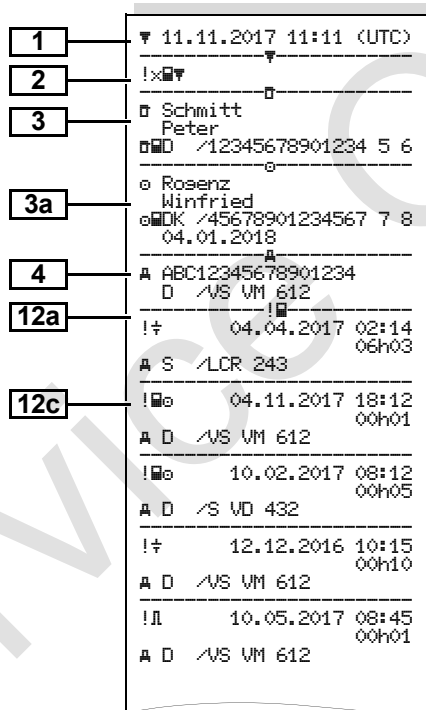 1
▼ 11.11.2017 11:11 (UTC)
2
!x▼
3
Schmitt
Peter
D /12345678901234 5 6
3a
Rogenz
Winfried
DK /45678901234567 7 8
04.01.2018
4
A ABC12345678901234
D /VS VM 612
12a
!÷ 04.04.2017 02:14
06h03
A S /LCR 243
12c
! 04.11.2017 18:12
00h01
A D /VS VM 612
! 10.02.2017 08:12
00h05
A D /S VD 432
!÷ 12.12.2016 10:15
00h10
A D /VS VM 612
!Л 10.05.2017 08:45
00h01
A D /VS VM 612
rvice